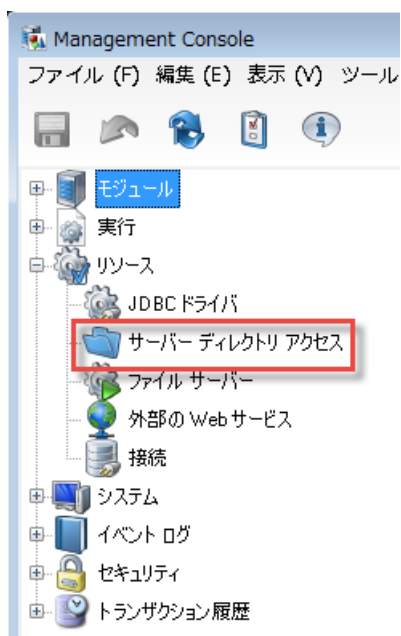 Management Console
ファイル (F) 編集 (E) 表示 (V) ツール
モジュール
実行
リソース
JDBC ドライバ
サーバー ディレクトリ アクセス
ファイル サーバー
外部の Web サービス
接続
システム
イベント ログ
セキュリティ
トランザクション履歴